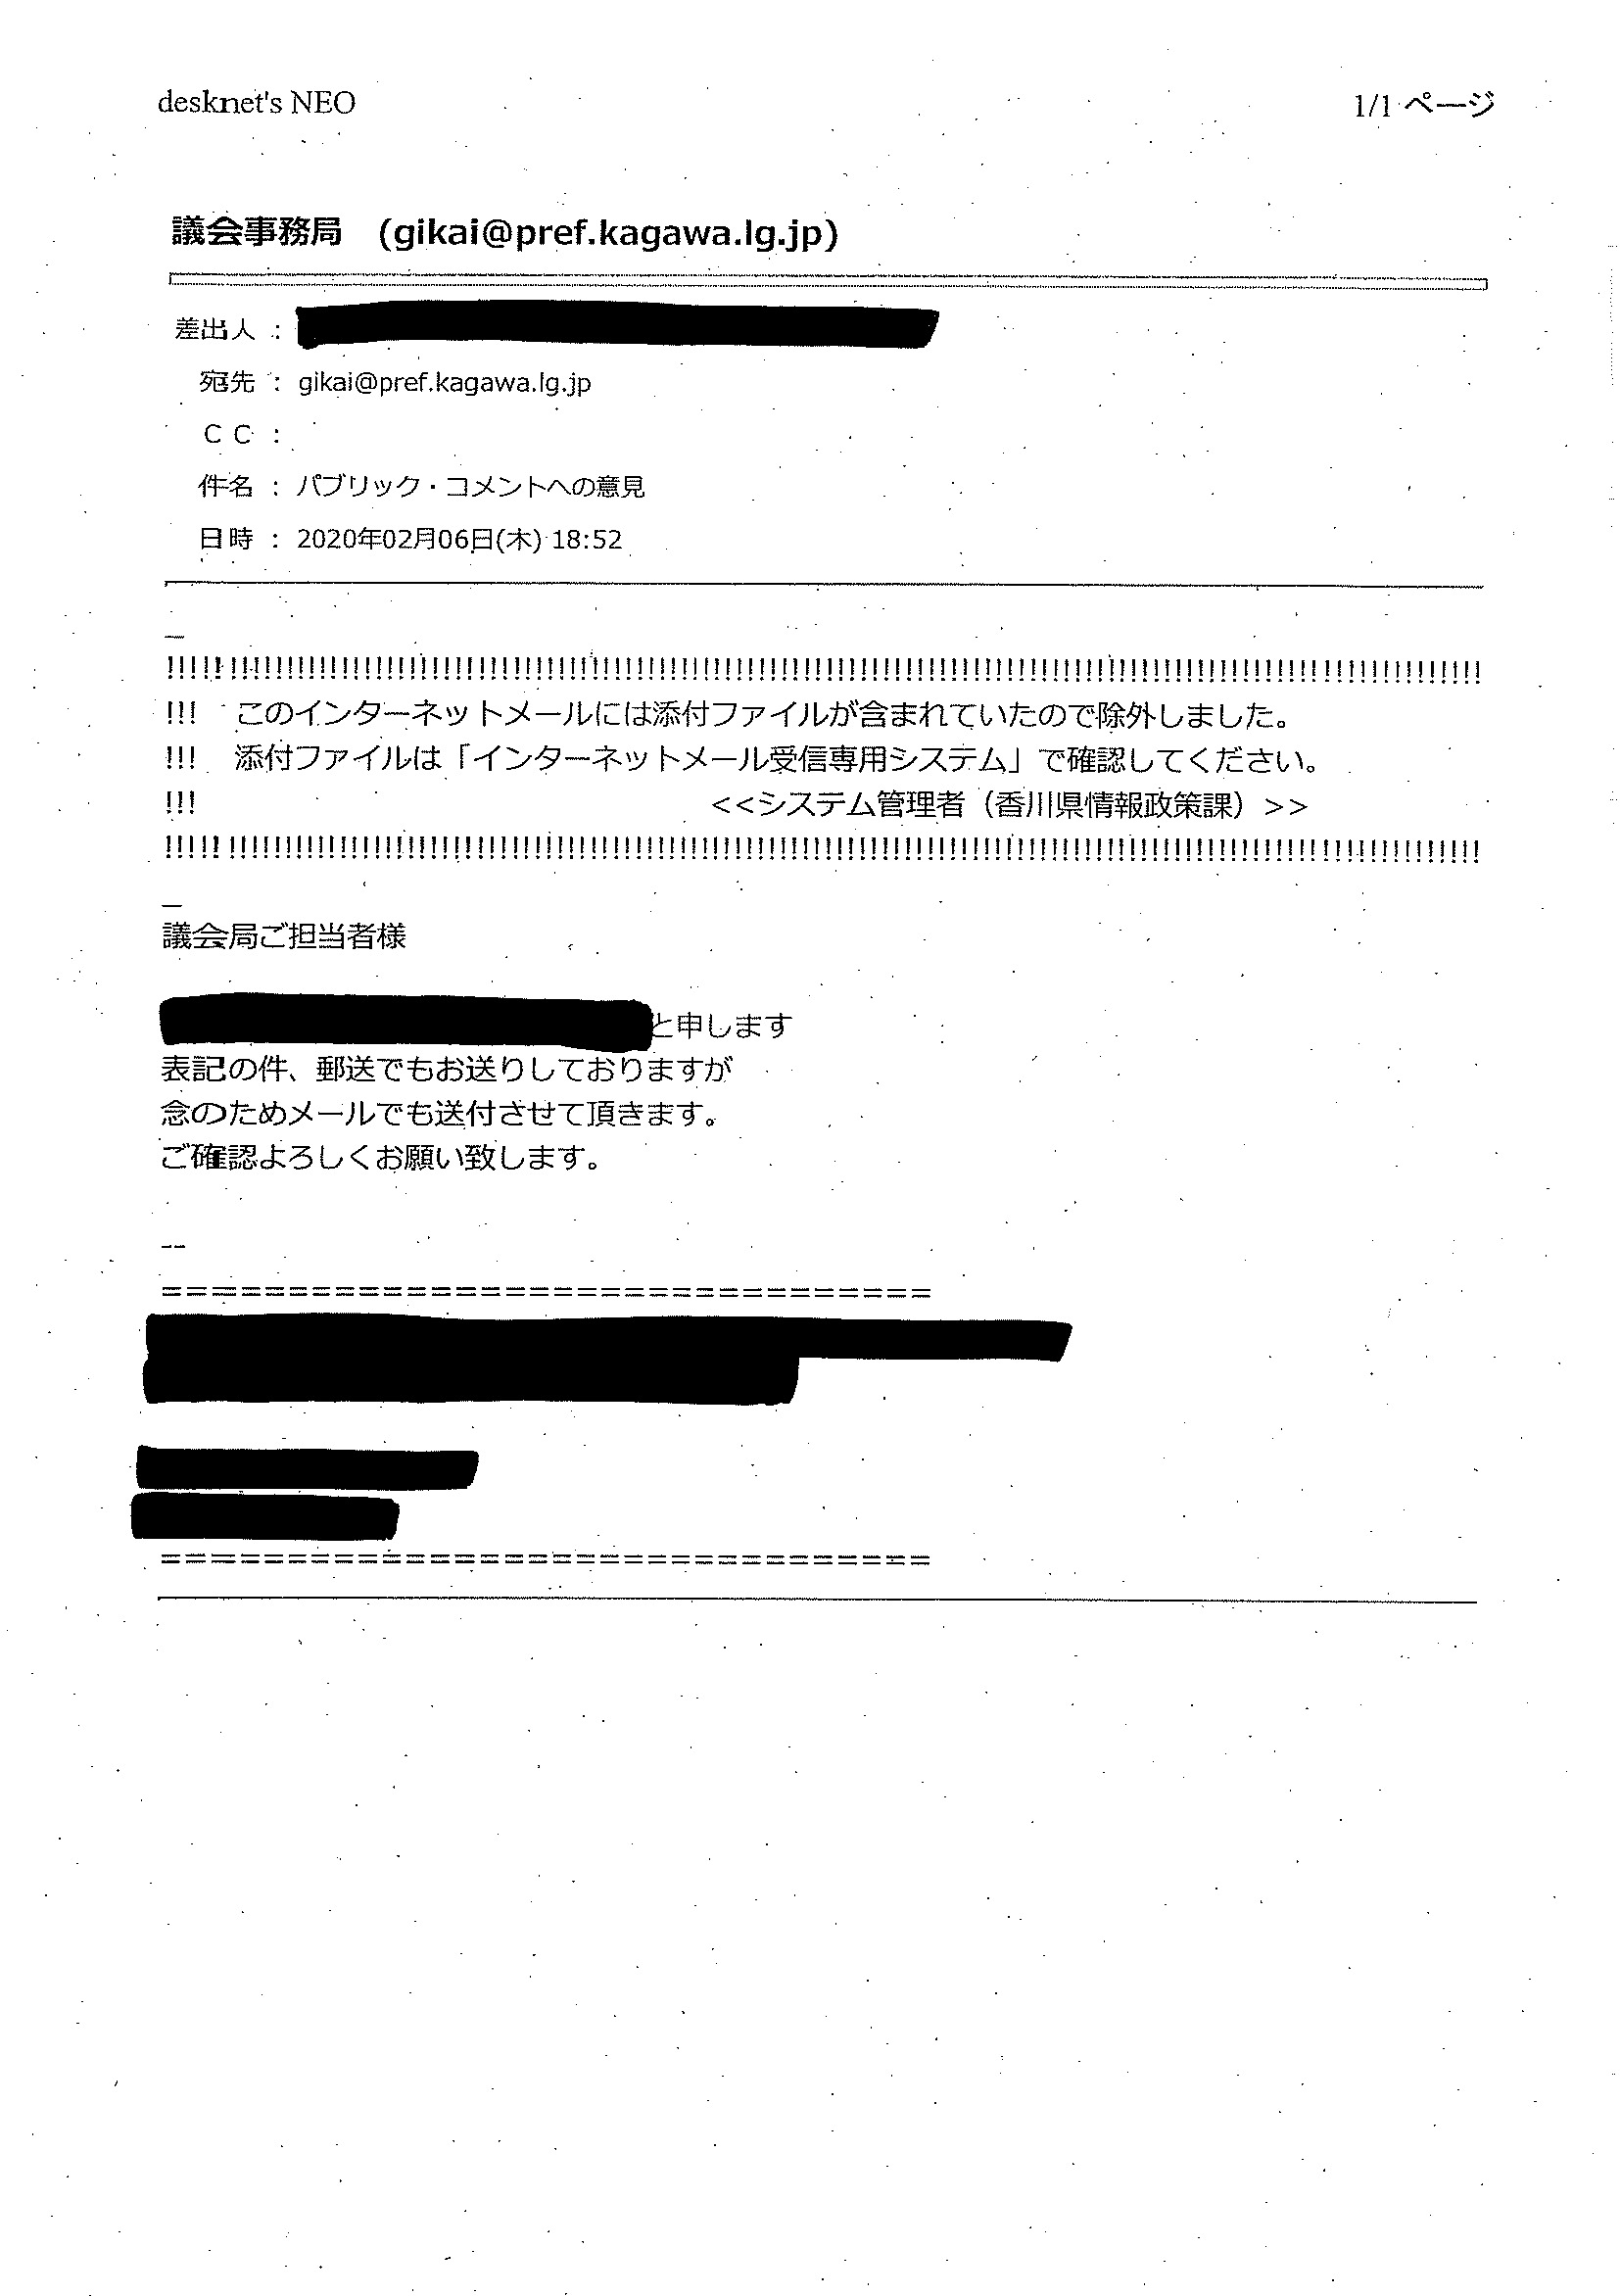 desknet's NEO
1/1 ページ
議会事務局 (gikai@pref.kagawa.lg.jp)
差出人 :
宛先 : gikai@pref.kagawa.lg.jp
ＣＣ :
件名 : パブリック・コメントへの意見
日時 : 2020年02月06日(木) 18:52
_
!!!!!!!!!!!!!!!!!!!!!!!!!!!!!!!!!!!!!!!!!!!!!!!!!!!!!!!!!!!!!!!!!!!!!!!!!!!!!!!!!!!!!!!!!!!!!!!!!!!!!!!!!!!!!!!!!!!!
!!! このインターネットメールには添付ファイルが含まれていたので除外しました。
!!! 添付ファイルは「インターネットメール受信専用システム」で確認してください。
!!! <<システム管理者（香川県情報政策課）>>
!!!!!!!!!!!!!!!!!!!!!!!!!!!!!!!!!!!!!!!!!!!!!!!!!!!!!!!!!!!!!!!!!!!!!!!!!!!!!!!!!!!!!!!!!!!!!!!!!!!!!!!!!!!!!!!!!!!!
_
議会局ご担当者様
と申します
表記の件、郵送でもお送りしておりますが
念のためメールでも送付させて頂きます。
ご確認よろしくお願い致します。
--
================================
================================